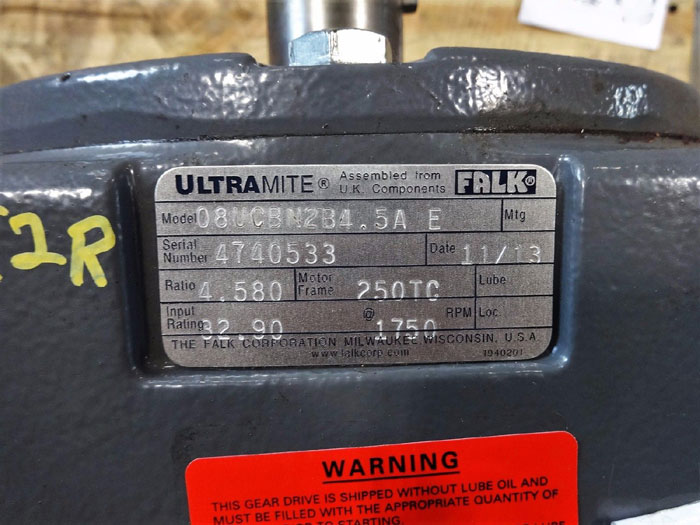 ULTRAMITE® Assembled from U.K. Components FALK®
Model 08UCBN2B4.5A E Mtg
Serial Number 4740533 Date 11/13
Ratio 4.580 Motor Frame 250TC Lube
Input Rating 32.90 @ 1750 RPM Loc.
THE FALK CORPORATION MILWAUKEE, WISCONSIN, U.S.A.
www.falkcorp.com 1940201
2R
WARNING
THIS GEAR DRIVE IS SHIPPED WITHOUT LUBE OIL AND
MUST BE FILLED WITH THE APPROPRIATE QUANTITY OF
OF TO STARTING.